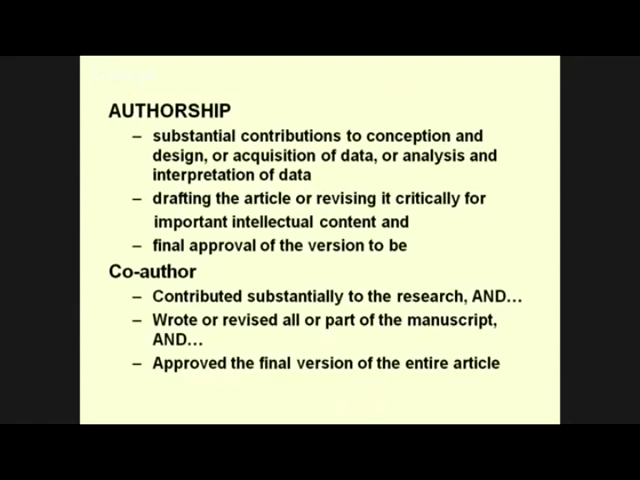 AUTHORSHIP
– substantial contributions to conception and
design, or acquisition of data, or analysis and
interpretation of data
– drafting the article or revising it critically for
important intellectual content and
– final approval of the version to be
Co-author
– Contributed substantially to the research, AND…
– Wrote or revised all or part of the manuscript,
AND…
– Approved the final version of the entire article